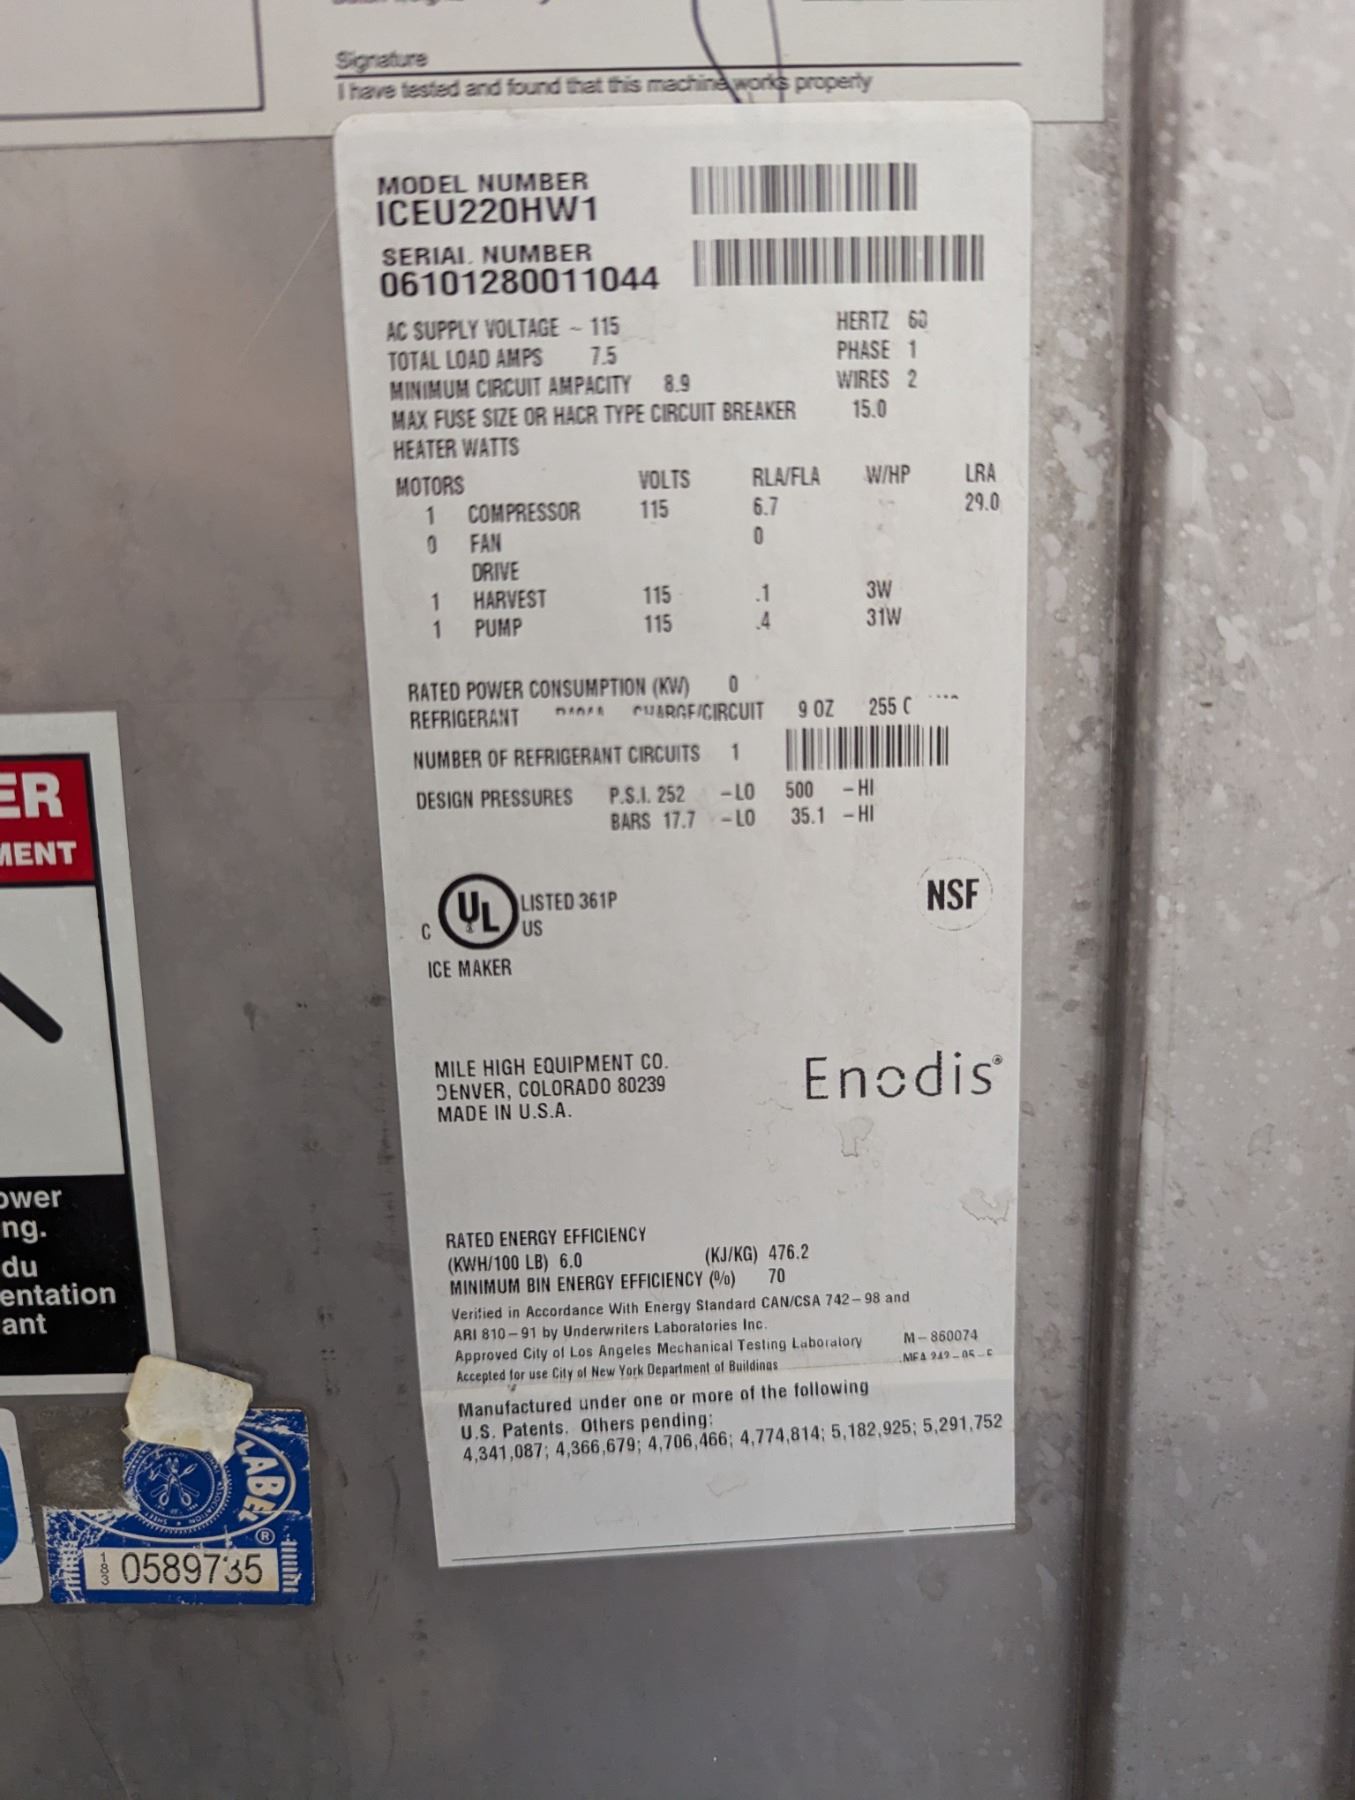 Signature
I have tested and found that this machine works properly
MODEL NUMBER
ICEU220HW1
SERIAL NUMBER
06101280011044
AC SUPPLY VOLTAGE ~ 115 HERTZ 60
TOTAL LOAD AMPS 7.5 PHASE 1
MINIMUM CIRCUIT AMPACITY 8.9 WIRES 2
MAX FUSE SIZE OR HACR TYPE CIRCUIT BREAKER 15.0
HEATER WATTS
MOTORS VOLTS RLA/FLA W/HP LRA
1 COMPRESSOR 115 6.7 29.0
0 FAN 0
DRIVE
1 HARVEST 115 .1 3W
1 PUMP 115 .4 31W
RATED POWER CONSUMPTION (KW) 0
REFRIGERANT CHARGE/CIRCUIT 9 OZ 255
NUMBER OF REFRIGERANT CIRCUITS 1
DESIGN PRESSURES P.S.I. 252 -LO 500 -HI
BARS 17.7 -LO 35.1 -HI
C UL LISTED 361P
US
NSF
ICE MAKER
MILE HIGH EQUIPMENT CO.
DENVER, COLORADO 80239
MADE IN U.S.A.
Enodis®
RATED ENERGY EFFICIENCY
(KWH/100 LB) 6.0 (KJ/KG) 476.2
MINIMUM BIN ENERGY EFFICIENCY (%) 70
Verified in Accordance With Energy Standard CAN/CSA 742-98 and
ARI 810-91 by Underwriters Laboratories Inc.
Approved City of Los Angeles Mechanical Testing Laboratory M-860074
Accepted for use City of New York Department of Buildings
Manufactured under one or more of the following
U.S. Patents. Others pending:
4,341,087; 4,366,679; 4,706,466; 4,774,814; 5,182,925; 5,291,752
ER
MENT
ower
ng.
du
entation
ant
LABEL ®
183 0589735